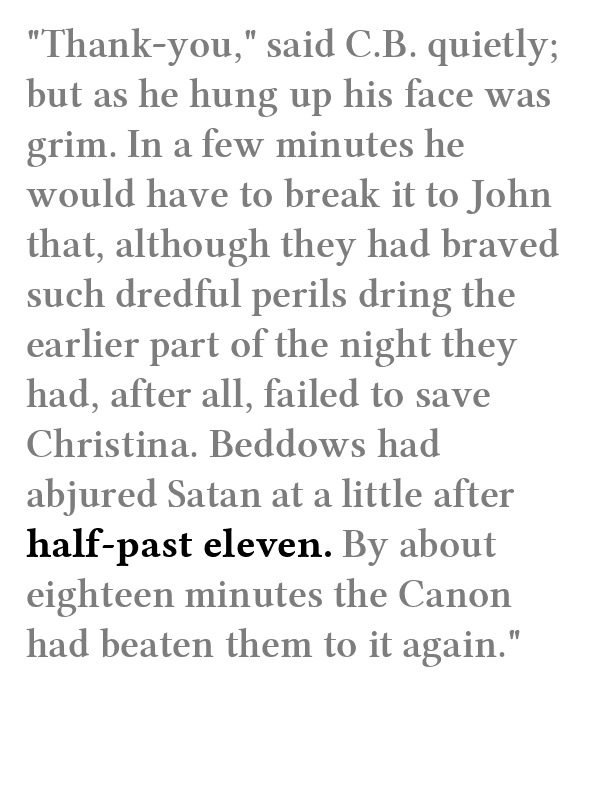 "Thank-you," said C.B. quietly;
but as he hung up his face was
grim. In a few minutes he
would have to break it to John
that, although they had braved
such dredful perils dring the
earlier part of the night they
had, after all, failed to save
Christina. Beddows had
abjured Satan at a little after
half-past eleven. By about
eighteen minutes the Canon
had beaten them to it again."